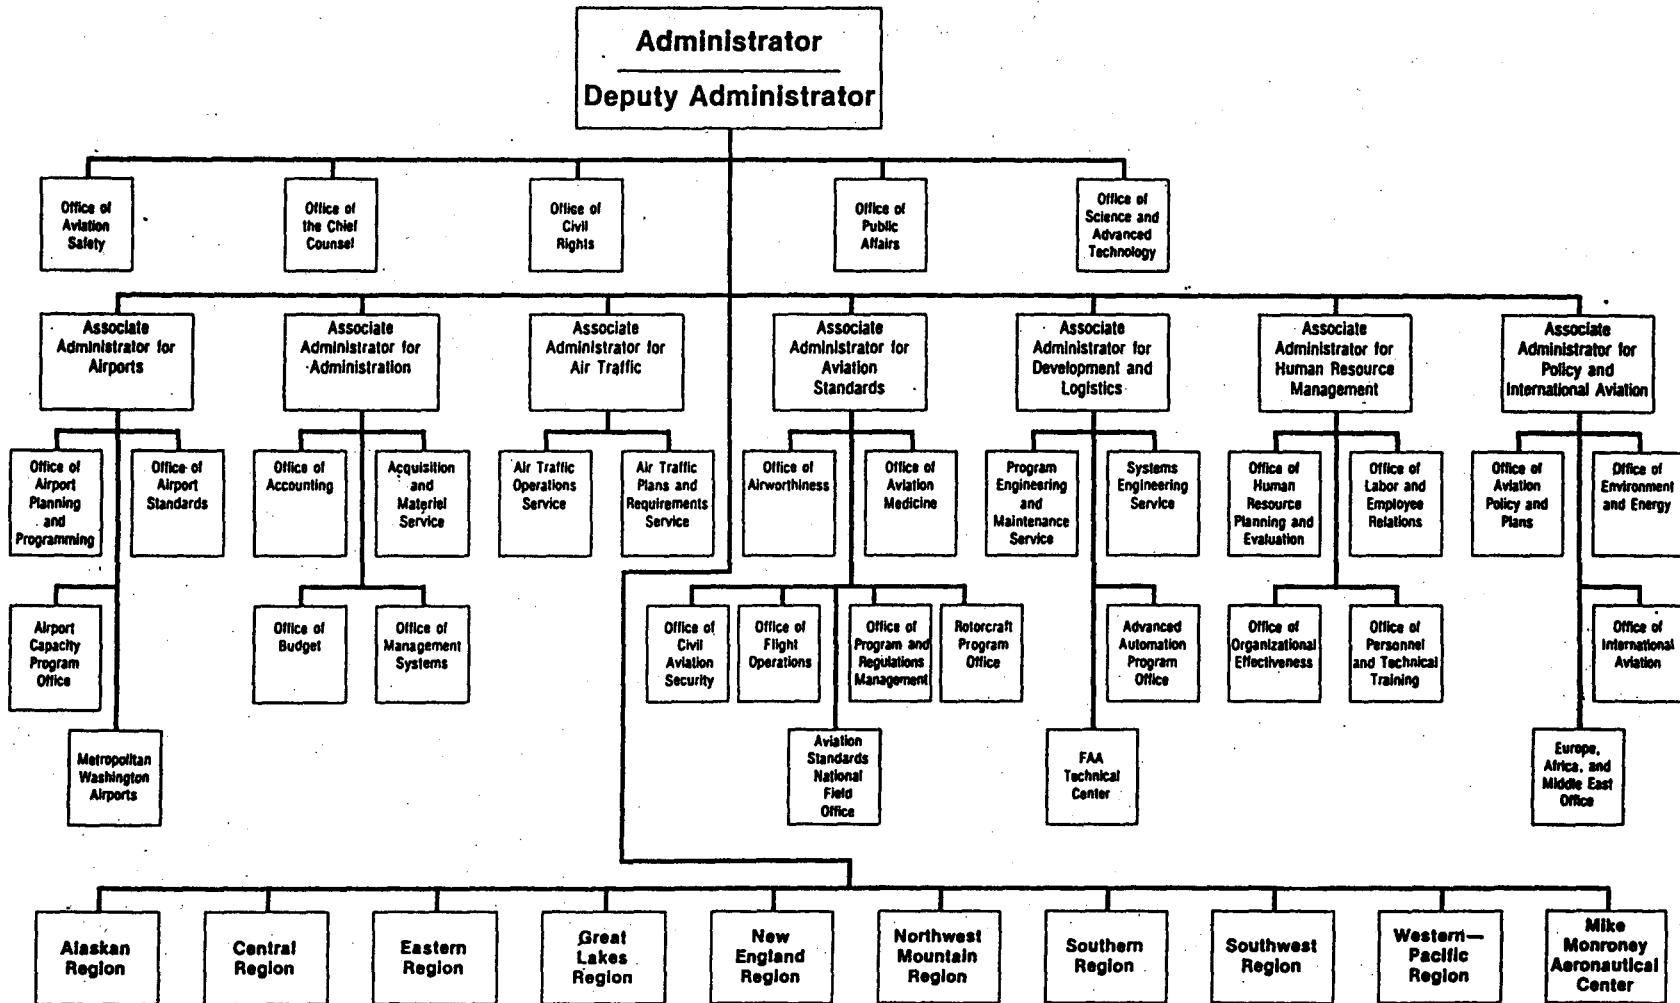 Administrator
Deputy Administrator
Office of
Aviation
Safety
Office of
the Chief
Counsel
Office of
Civil
Rights
Office of
Public
Affairs
Office of
Science and
Advanced
Technology
Associate
Administrator for
Airports
Associate
Administrator for
Administration
Associate
Administrator for
Air Traffic
Associate
Administrator for
Aviation
Standards
Associate
Administrator for
Development and
Logistics
Associate
Administrator for
Human Resource
Management
Associate
Administrator for
Policy and
International Aviation
Office of
Airport
Planning
and
Programming
Office of
Airport
Standards
Office of
Accounting
Acquisition
and
Materiel
Service
Air Traffic
Operations
Service
Air Traffic
Plans and
Requirements
Service
Office of
Airworthiness
Office of
Aviation
Medicine
Program
Engineering
and
Maintenance
Service
Systems
Engineering
Service
Office of
Human
Resource
Planning and
Evaluation
Office of
Labor and
Employee
Relations
Office of
Aviation
Policy and
Plans
Office of
Environment
and Energy
Airport
Capacity
Program
Office
Office of
Budget
Office of
Management
Systems
Office of
Civil
Aviation
Security
Office of
Flight
Operations
Office of
Program and
Regulations
Management
Rotorcraft
Program
Office
Advanced
Automation
Program
Office
Office of
Organizational
Effectiveness
Office of
Personnel
and Technical
Training
Office of
International
Aviation
Metropolitan
Washington
Airports
Aviation
Standards
National
Field
Office
FAA
Technical
Center
Europe,
Africa, and
Middle East
Office
Alaskan
Region
Central
Region
Eastern
Region
Great
Lakes
Region
New
England
Region
Northwest
Mountain
Region
Southern
Region
Southwest
Region
Western—
Pacific
Region
Mike
Monroney
Aeronautical
Center